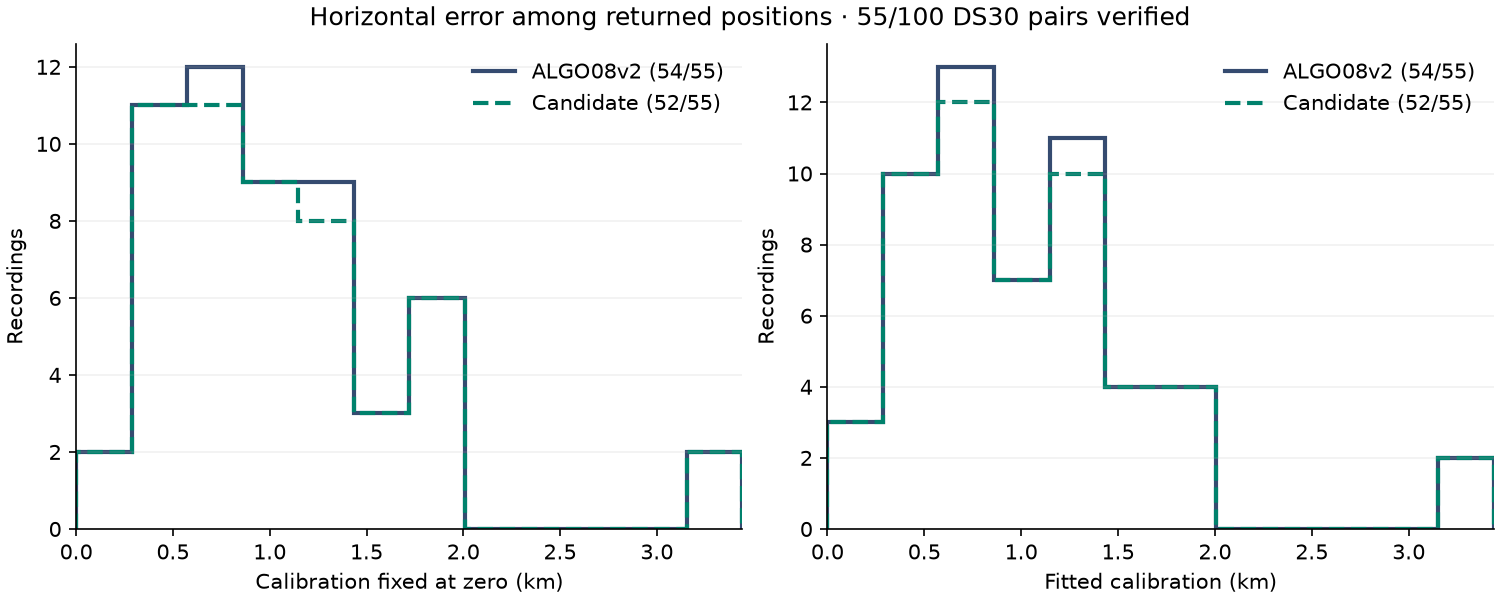 Horizontal error among returned positions · 55/100 DS30 pairs verified
ALGO08v2 (54/55)
Candidate (52/55)
12
10
8
6
4
2
0
Recordings
0.0 0.5 1.0 1.5 2.0 2.5 3.0
Calibration fixed at zero (km)
ALGO08v2 (54/55)
Candidate (52/55)
12
10
8
6
4
2
0
Recordings
0.0 0.5 1.0 1.5 2.0 2.5 3.0
Fitted calibration (km)